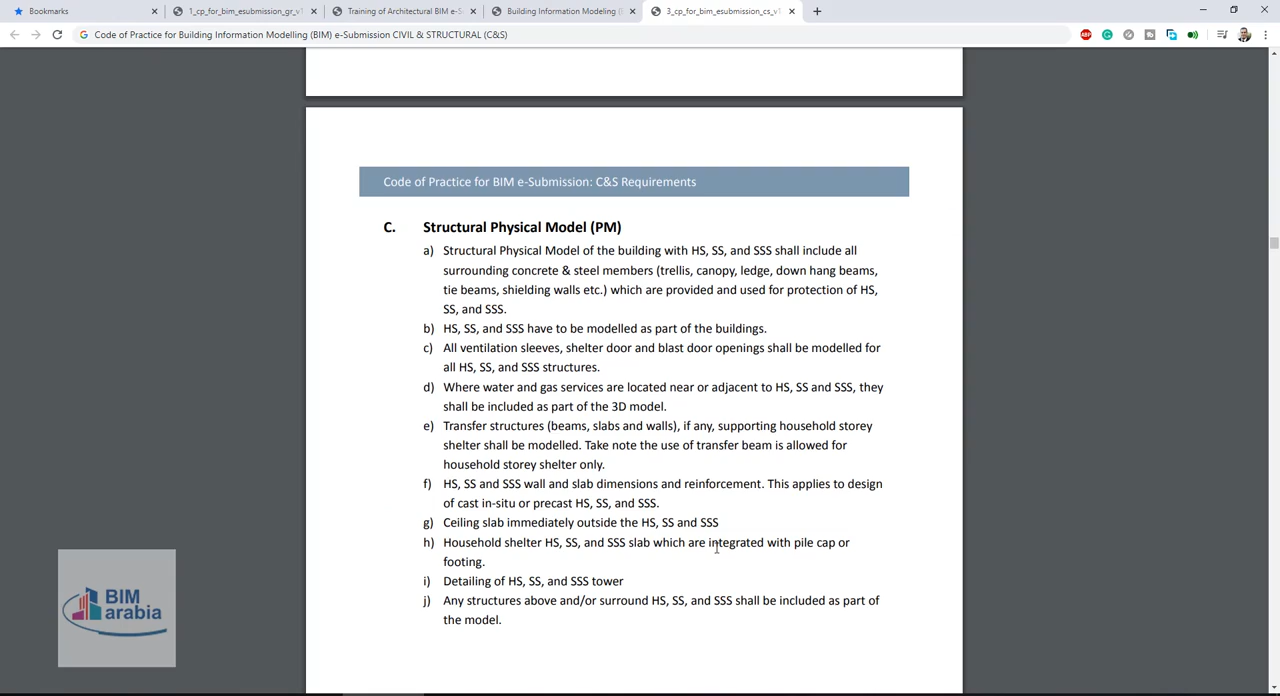 Bookmarks
1_cp_for_bim_esubmission_gr_v1
Training of Architectural BIM e-S
Building Information Modeling (B
3_cp_for_bim_esubmission_cs_v1
Code of Practice for Building Information Modelling (BIM) e-Submission CIVIL & STRUCTURAL (C&S)
ABP
Code of Practice for BIM e-Submission: C&S Requirements
C. Structural Physical Model (PM)
a) Structural Physical Model of the building with HS, SS, and SSS shall include all
surrounding concrete & steel members (trellis, canopy, ledge, down hang beams,
tie beams, shielding walls etc.) which are provided and used for protection of HS,
SS, and SSS.
b) HS, SS, and SSS have to be modelled as part of the buildings.
c) All ventilation sleeves, shelter door and blast door openings shall be modelled for
all HS, SS, and SSS structures.
d) Where water and gas services are located near or adjacent to HS, SS and SSS, they
shall be included as part of the 3D model.
e) Transfer structures (beams, slabs and walls), if any, supporting household storey
shelter shall be modelled. Take note the use of transfer beam is allowed for
household storey shelter only.
f) HS, SS and SSS wall and slab dimensions and reinforcement. This applies to design
of cast in-situ or precast HS, SS, and SSS.
g) Ceiling slab immediately outside the HS, SS and SSS
h) Household shelter HS, SS, and SSS slab which are integrated with pile cap or
footing.
i) Detailing of HS, SS, and SSS tower
j) Any structures above and/or surround HS, SS, and SSS shall be included as part of
the model.
BIM
arabia